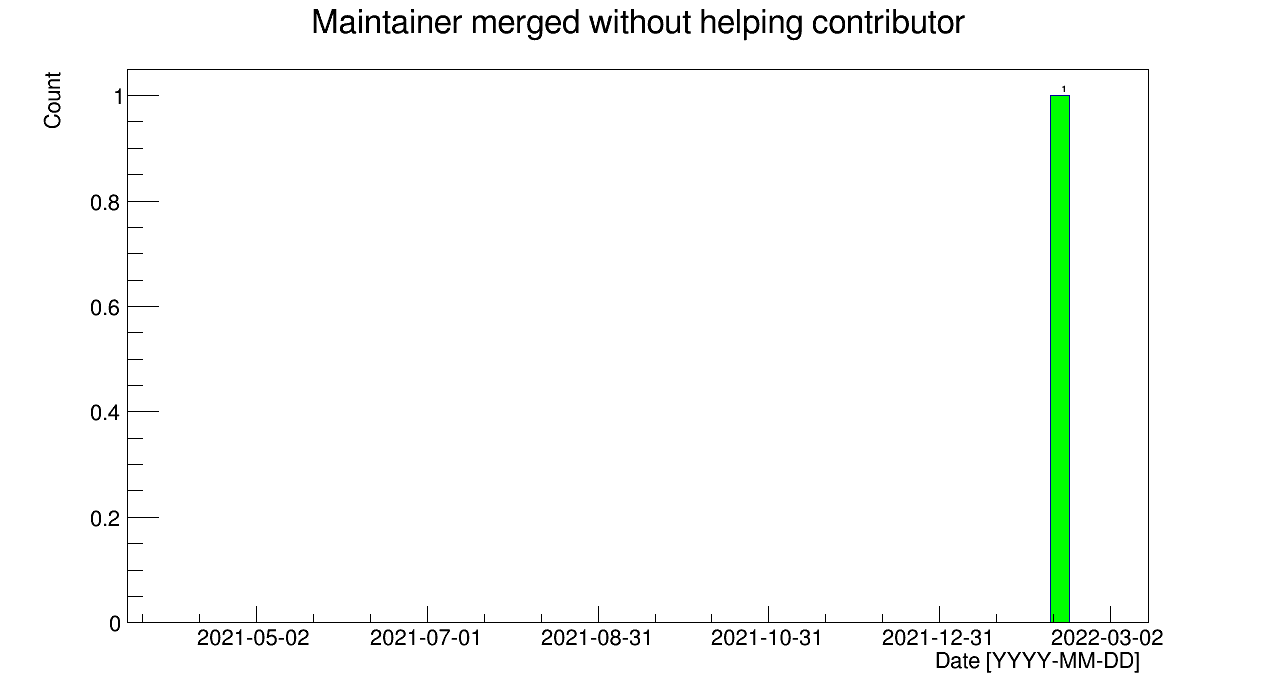 Maintainer merged without helping contributor
Count
1
1
0.8
0.6
0.4
0.2
0
2021-05-02 2021-07-01 2021-08-31 2021-10-31 2021-12-31 2022-03-02
Date [YYYY-MM-DD]